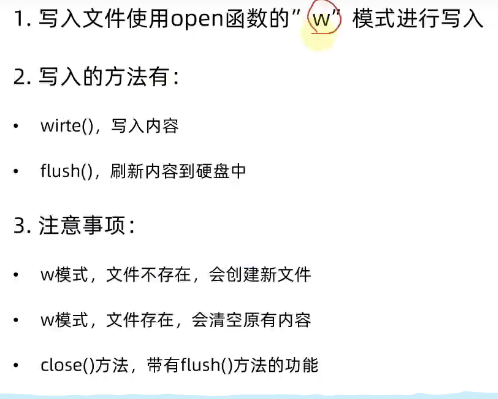 1. 写入文件使用open函数的”w”模式进行写入
2. 写入的方法有：
• wirte()，写入内容
• flush()，刷新内容到硬盘中
3. 注意事项：
• w模式，文件不存在，会创建新文件
• w模式，文件存在，会清空原有内容
• close()方法，带有flush()方法的功能